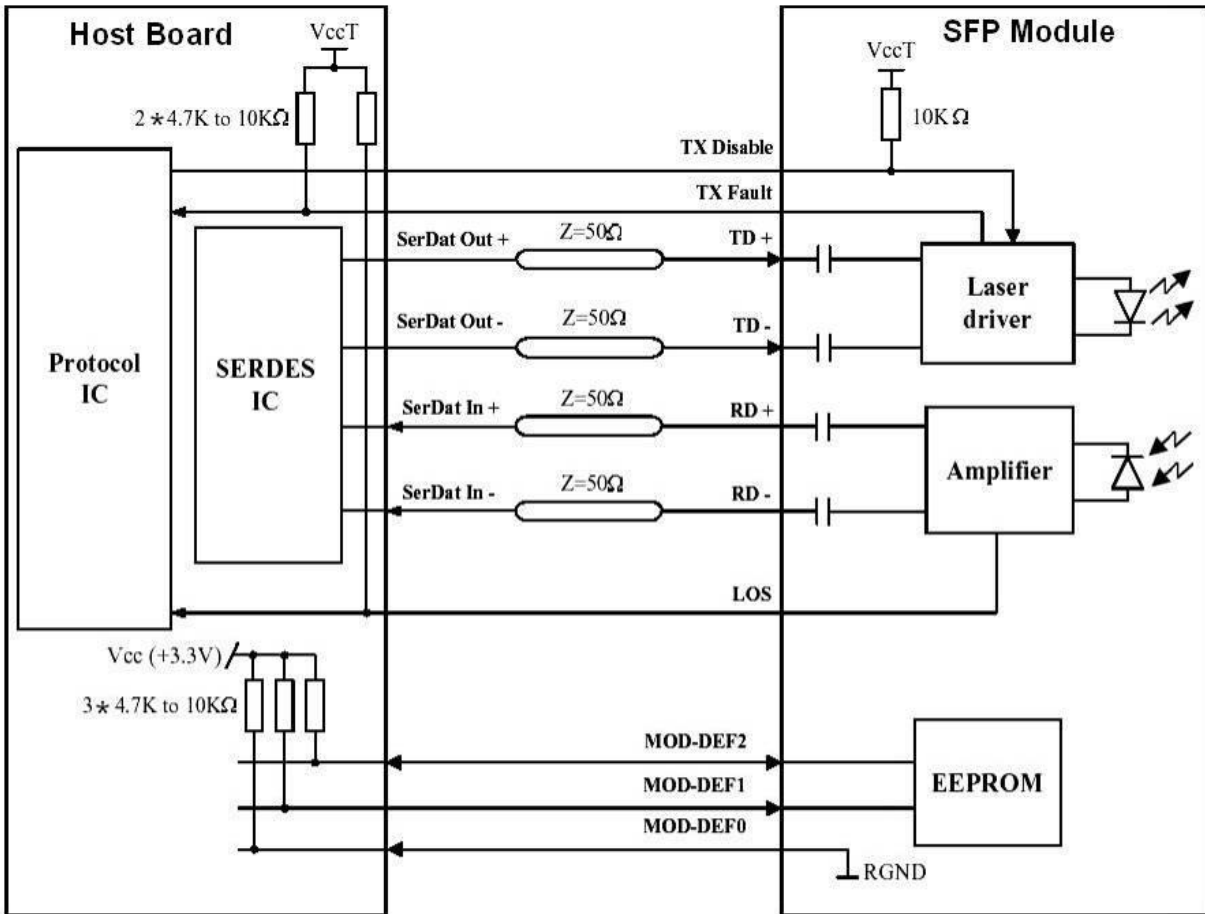 Host Board
VccT
2 * 4.7K to 10KΩ
SFP Module
VccT
10K Ω
TX Disable
TX Fault
SerDat Out +
Z=50Ω
TD +
SerDat Out -
Z=50Ω
TD -
SerDat In +
Z=50Ω
RD +
SerDat In -
Z=50Ω
RD -
Protocol
IC
SERDES
IC
Laser
driver
Amplifier
LOS
Vcc (+3.3V)
3 * 4.7K to 10KΩ
MOD-DEF2
MOD-DEF1
MOD-DEF0
EEPROM
RGND